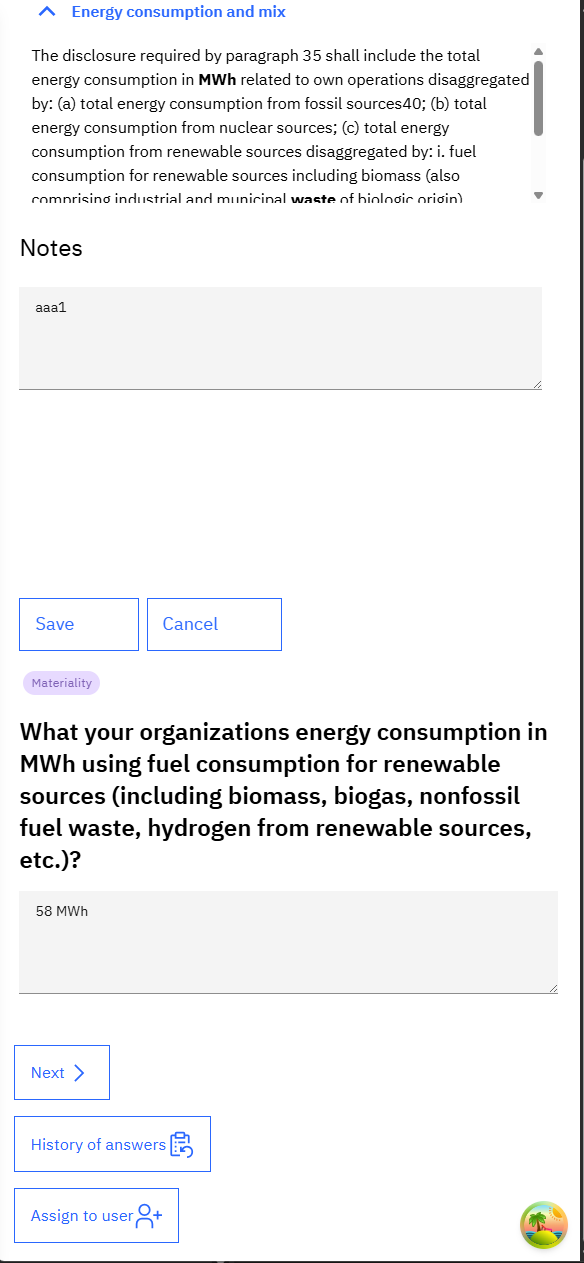 Energy consumption and mix
The disclosure required by paragraph 35 shall include the total
energy consumption in MWh related to own operations disaggregated
by: (a) total energy consumption from fossil sources40; (b) total
energy consumption from nuclear sources; (c) total energy
consumption from renewable sources disaggregated by: i. fuel
consumption for renewable sources including biomass (also
comprising industrial and municipal waste of biologic origin)
Notes
aaa1
Save
Cancel
Materiality
What your organizations energy consumption in
MWh using fuel consumption for renewable
sources (including biomass, biogas, nonfossil
fuel waste, hydrogen from renewable sources,
etc.)?
58 MWh
Next
History of answers
Assign to user